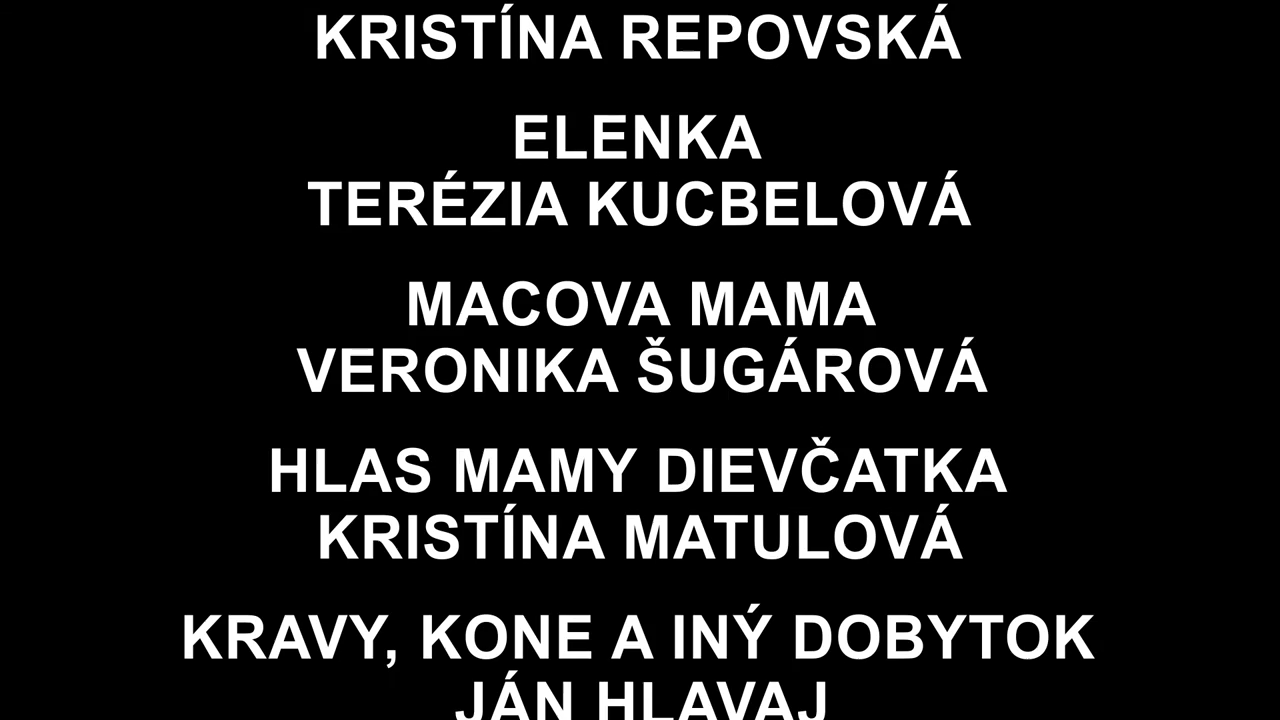 KRISTÍNA REPOVSKÁ
ELENKA
TERÉZIA KUCBELOVÁ
MACOVA MAMA
VERONIKA ŠUGÁROVÁ
HLAS MAMY DIEVČATKA
KRISTÍNA MATULOVÁ
KRAVY, KONE A INÝ DOBYTOK
JÁN HLAVAJ